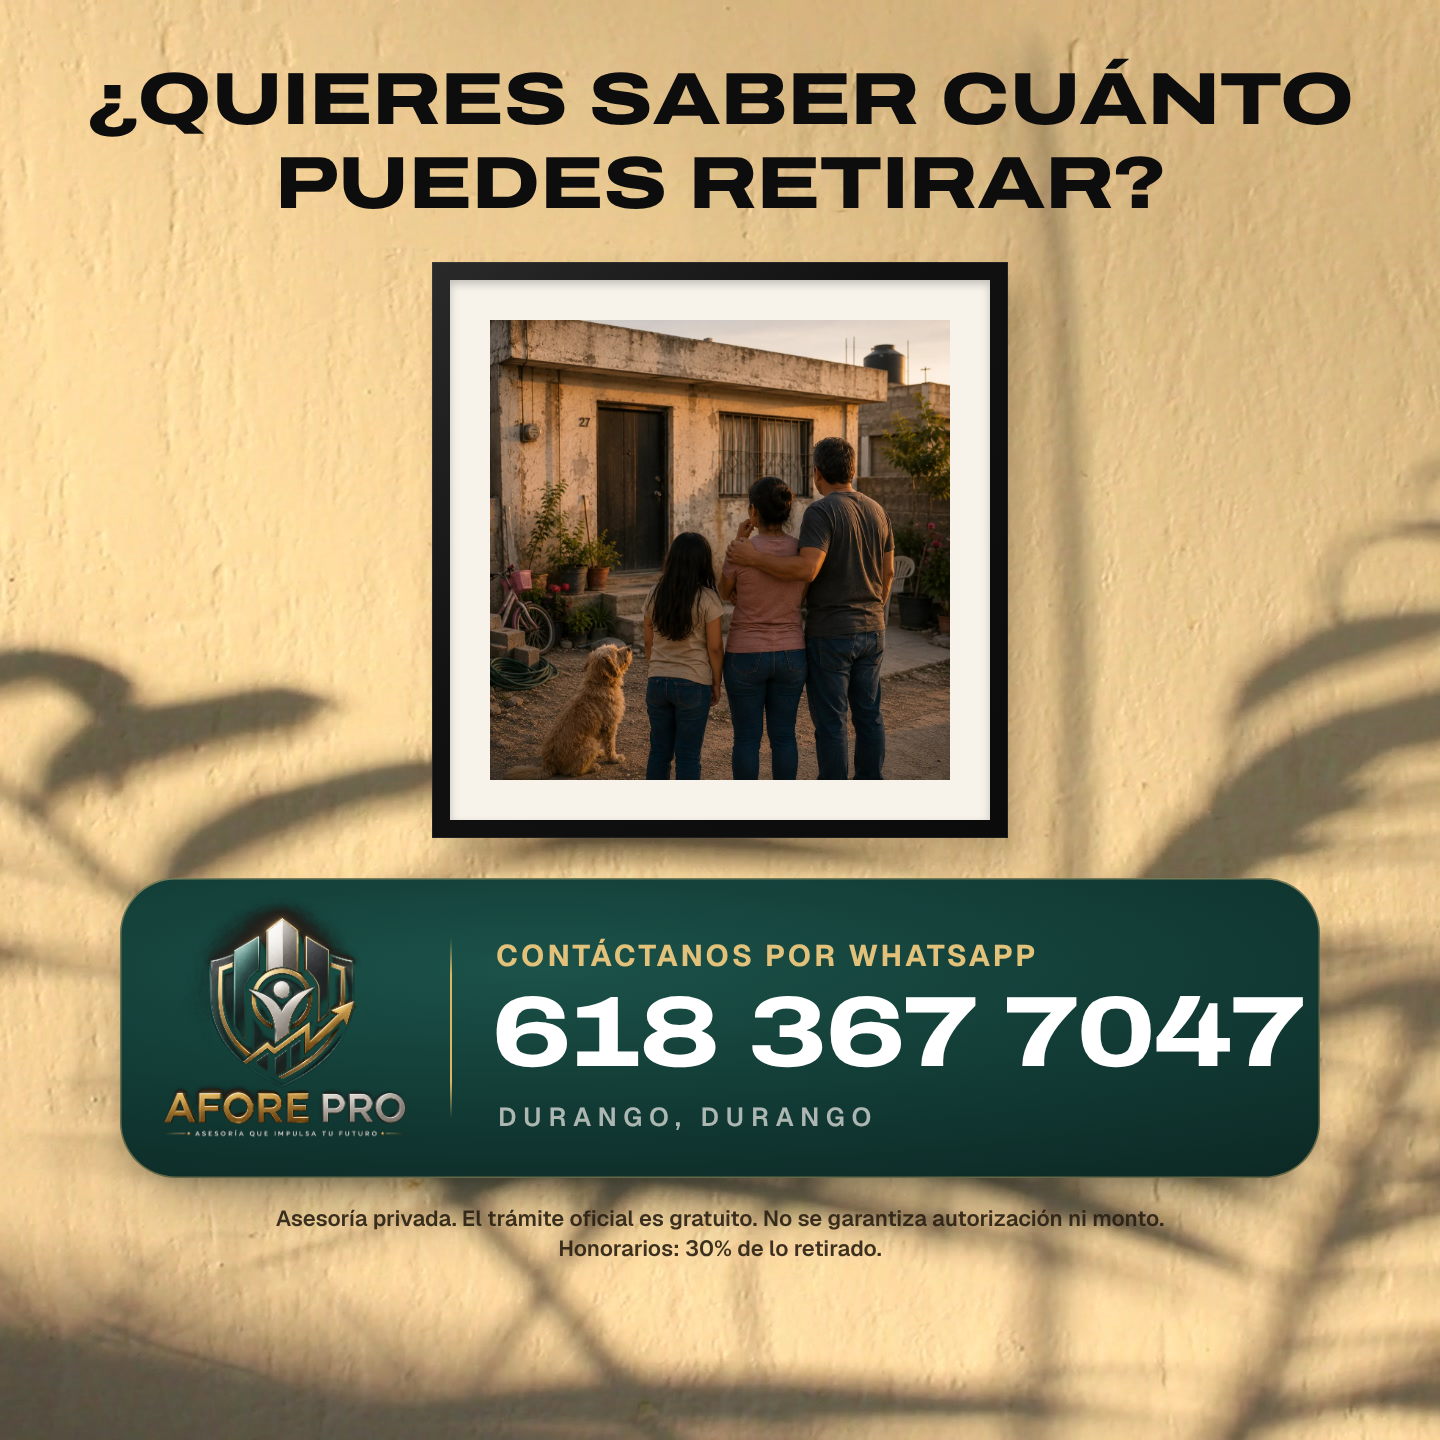 ¿QUIERES SABER CUÁNTO
PUEDES RETIRAR?
27
CONTÁCTANOS POR WHATSAPP
618 367 7047
DURANGO, DURANGO
AFORE PRO
ASESORÍA QUE IMPULSA TU FUTURO
Asesoría privada. El trámite oficial es gratuito. No se garantiza autorización ni monto.
Honorarios: 30% de lo retirado.